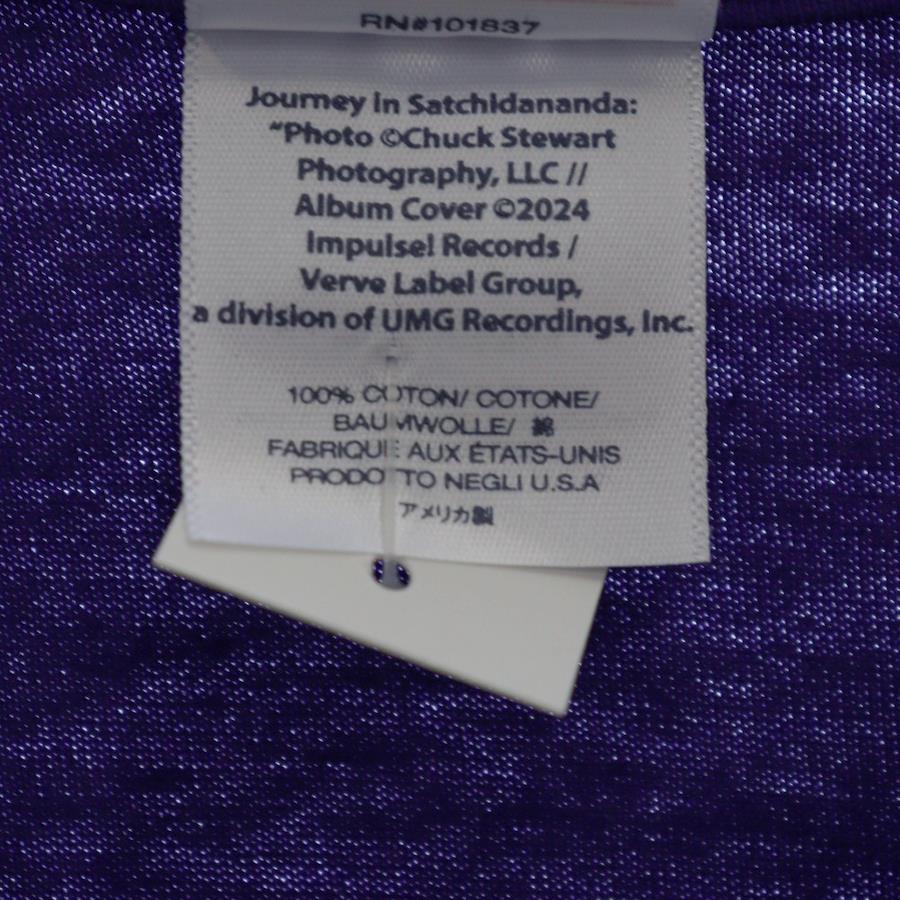 RN#101837
Journey in Satchidananda:
“Photo ©Chuck Stewart
Photography, LLC //
Album Cover ©2024
Impulse! Records /
Verve Label Group,
a division of UMG Recordings, Inc.
100% COTON/ COTONE/
BAUMWOLLE/ 綿
FABRIQUE AUX ÉTATS-UNIS
PRODOTTO NEGLI U.S.A
アメリカ製